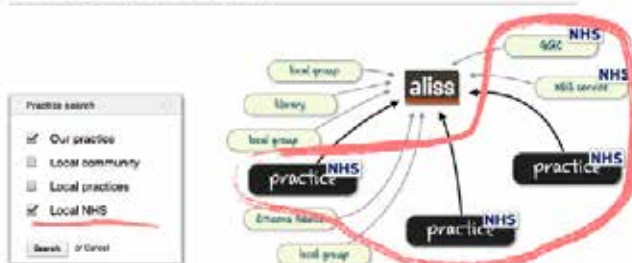 Practice search
Our practice
Local community
Local practices
Local NHS
Search or Cancel
NHS
local group
aliss
NHS
NHS service
library
local group
practice
NHS
practice
NHS
practice
NHS
local group